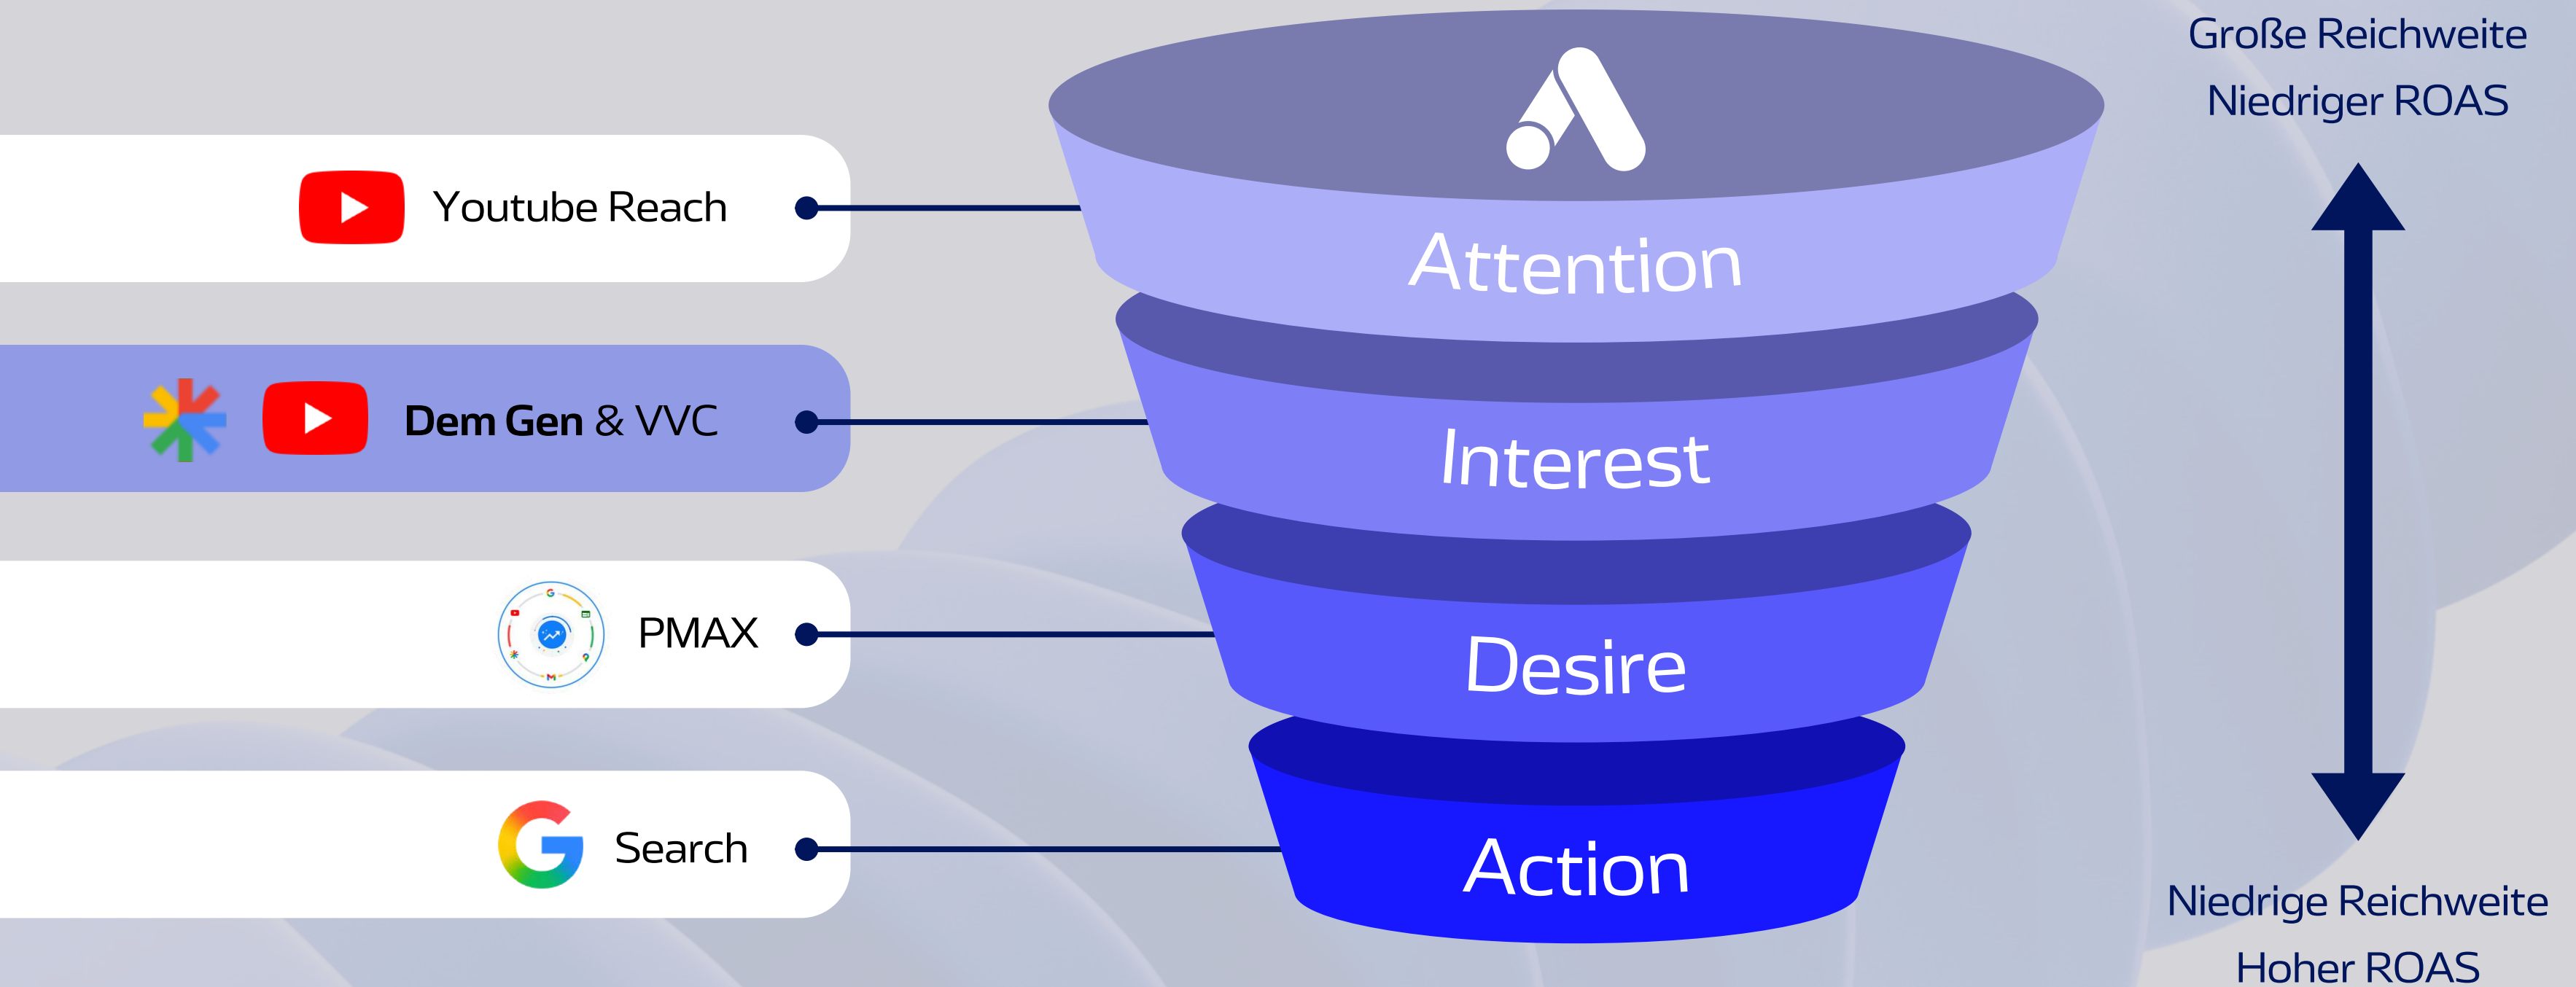 Große Reichweite
Niedriger ROAS
Youtube Reach
Attention
Dem Gen & VVC
Interest
PMAX
Desire
Search
Action
Niedrige Reichweite
Hoher ROAS